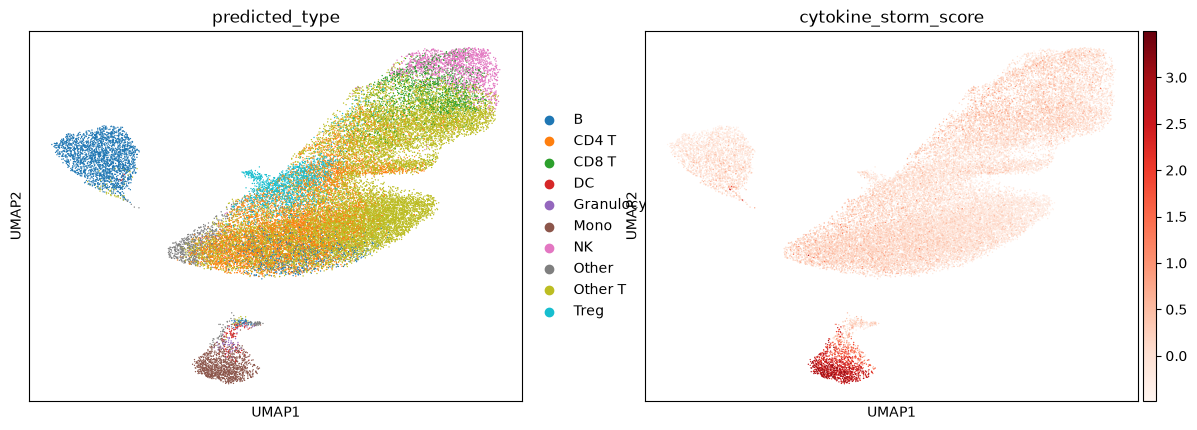 predicted_type
UMAP2
UMAP1
B
CD4 T
CD8 T
DC
Granulocy
Mono
NK
Other
Other T
Treg
cytokine_storm_score
UMAP2
UMAP1
3.0
2.5
2.0
1.5
1.0
0.5
0.0